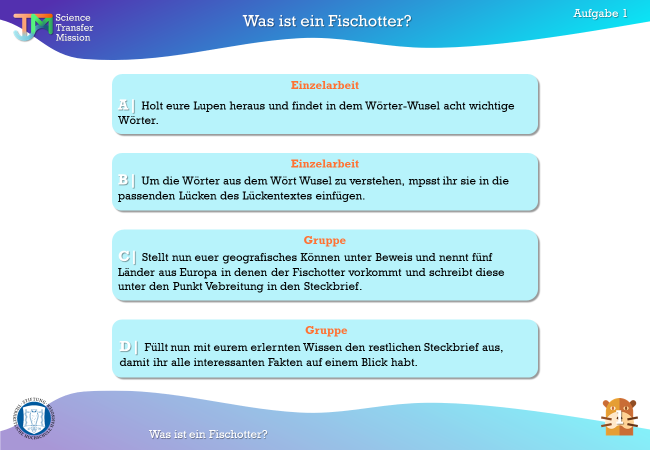 Was ist ein Fischotter?
Aufgabe 1
TJM
Science
Transfer
Mission
Einzelarbeit
A| Holt eure Lupen heraus und findet in dem Wörter-Wusel acht wichtige
Wörter.
Einzelarbeit
B| Um die Wörter aus dem Wört Wusel zu verstehen, mpsst ihr sie in die
passenden Lücken des Lückentextes einfügen.
Gruppe
C| Stellt nun euer geografisches Können unter Beweis und nennt fünf
Länder aus Europa in denen der Fischotter vorkommt und schreibt diese
unter den Punkt Vebreitung in den Steckbrief.
Gruppe
D| Füllt nun mit eurem erlernten Wissen den restlichen Steckbrief aus,
damit ihr alle interessanten Fakten auf einem Blick habt.
Was ist ein Fischotter?